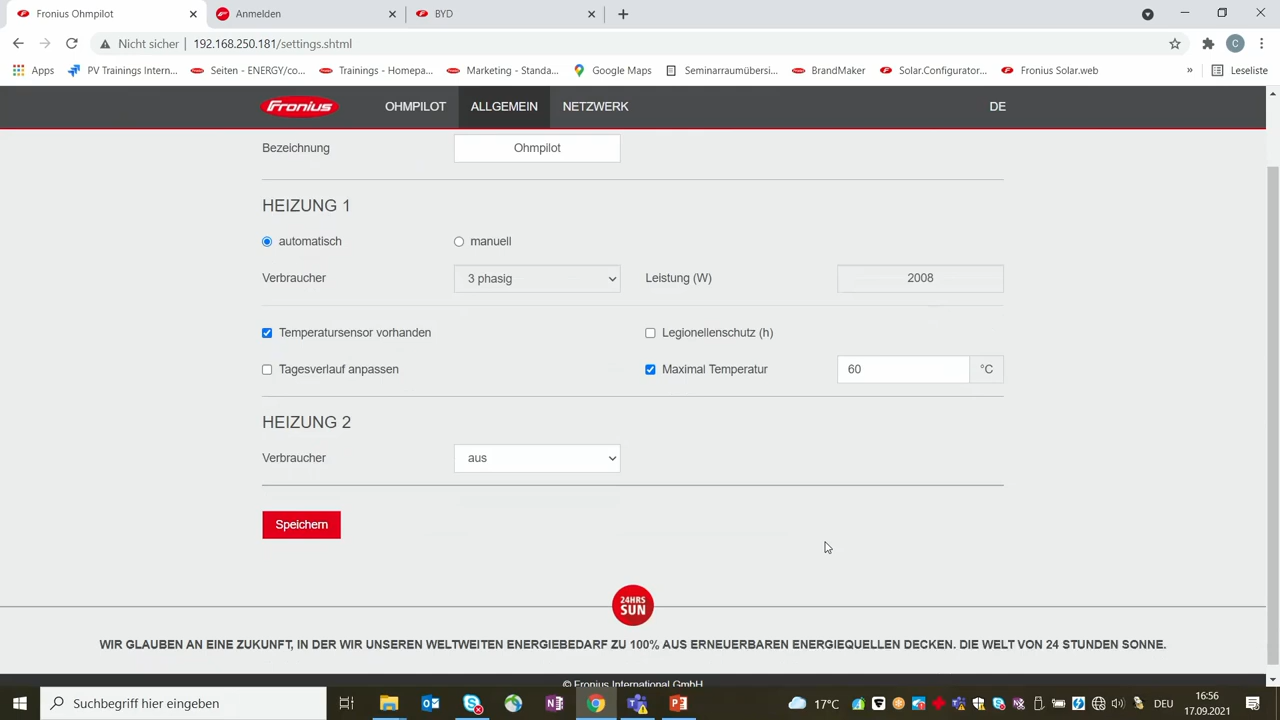 Fronius Ohmpilot
Anmelden
BYD
Nicht sicher
192.168.250.181/settings.shtml
Apps
PV Trainings Intern...
Seiten - ENERGY/co...
Trainings - Homepa...
Marketing - Standa...
Google Maps
Seminarraumübersi...
BrandMaker
Solar.Configurator...
Fronius Solar.web
»
Leseliste
Fronius
OHMPILOT
ALLGEMEIN
NETZWERK
DE
Bezeichnung
Ohmpilot
HEIZUNG 1
automatisch
manuell
Verbraucher
3 phasig
Leistung (W)
2008
Temperatursensor vorhanden
Legionellenschutz (h)
Tagesverlauf anpassen
Maximal Temperatur
60
°C
HEIZUNG 2
Verbraucher
aus
Speichern
24HRS
SUN
WIR GLAUBEN AN EINE ZUKUNFT, IN DER WIR UNSEREN WELTWEITEN ENERGIEBEDARF ZU 100% AUS ERNEUERBAREN ENERGIEQUELLEN DECKEN. DIE WELT VON 24 STUNDEN SONNE.
© Fronius International GmbH
Suchbegriff hier eingeben
17°C
DEU
16:56
17.09.2021